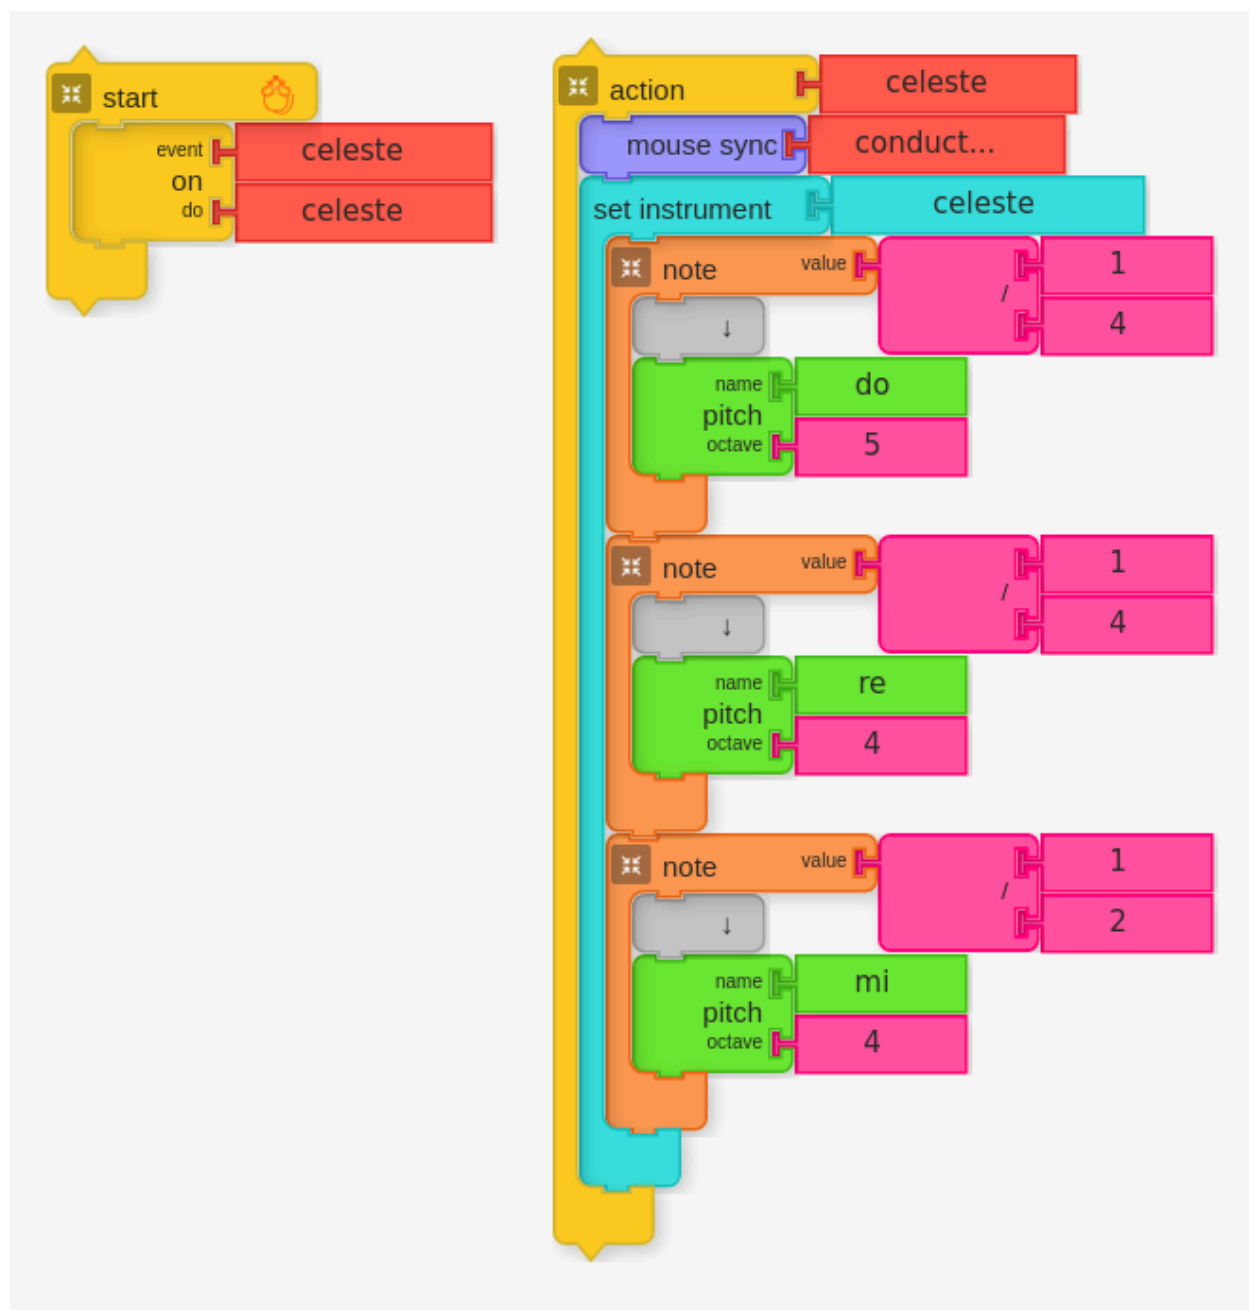 start
event celeste
on
do celeste
action celeste
mouse sync conduct...
set instrument celeste
note value 1
/
4
↓
name do
pitch
octave 5
note value 1
/
4
↓
name re
pitch
octave 4
note value 1
/
2
↓
name mi
pitch
octave 4